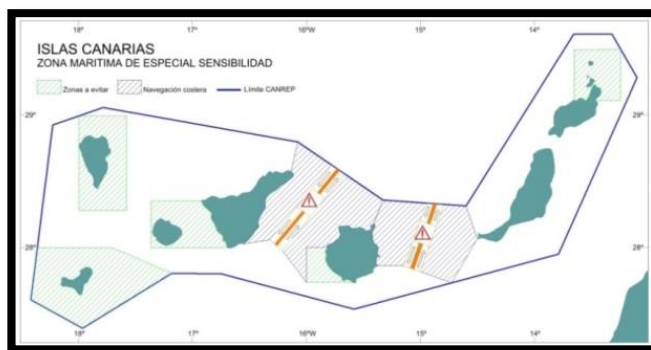 18° 17° 16° W 15° 14°
ISLAS CANARIAS
ZONA MARITIMA DE ESPECIAL SENSIBILIDAD
Zonas a evitar Navegación costera Límite CANREP
29° 29°
28° 28°
18° 17° 16° W 15° 14°